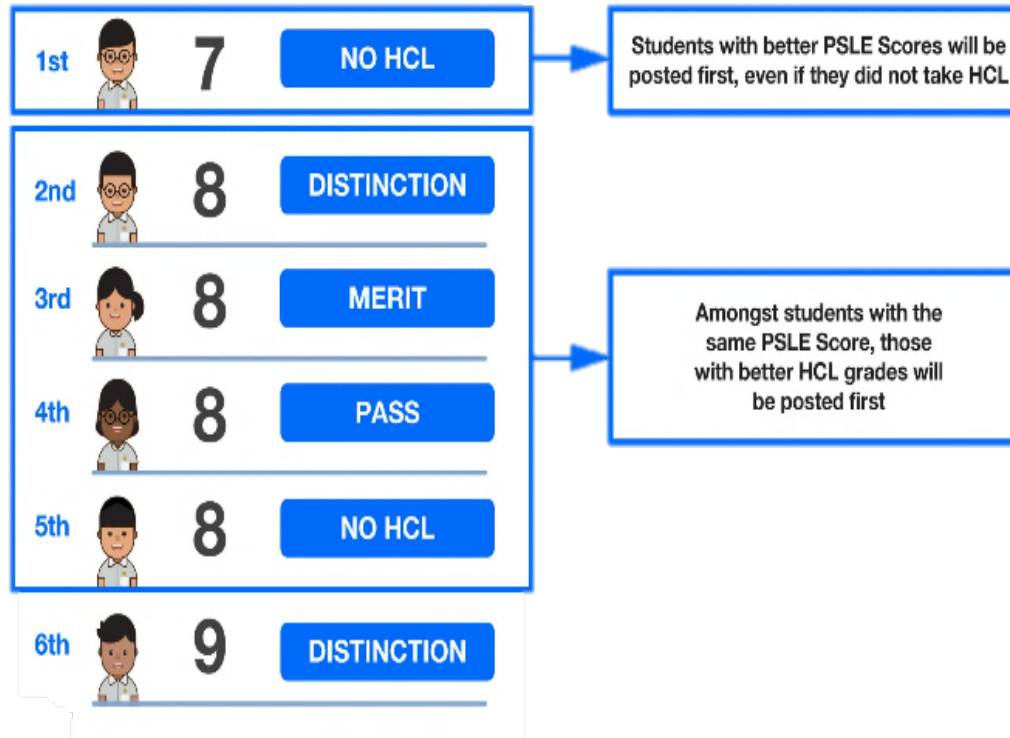 1st 7 NO HCL
Students with better PSLE Scores will be
posted first, even if they did not take HCL
2nd 8 DISTINCTION
3rd 8 MERIT
4th 8 PASS
5th 8 NO HCL
Amongst students with the
same PSLE Score, those
with better HCL grades will
be posted first
6th 9 DISTINCTION